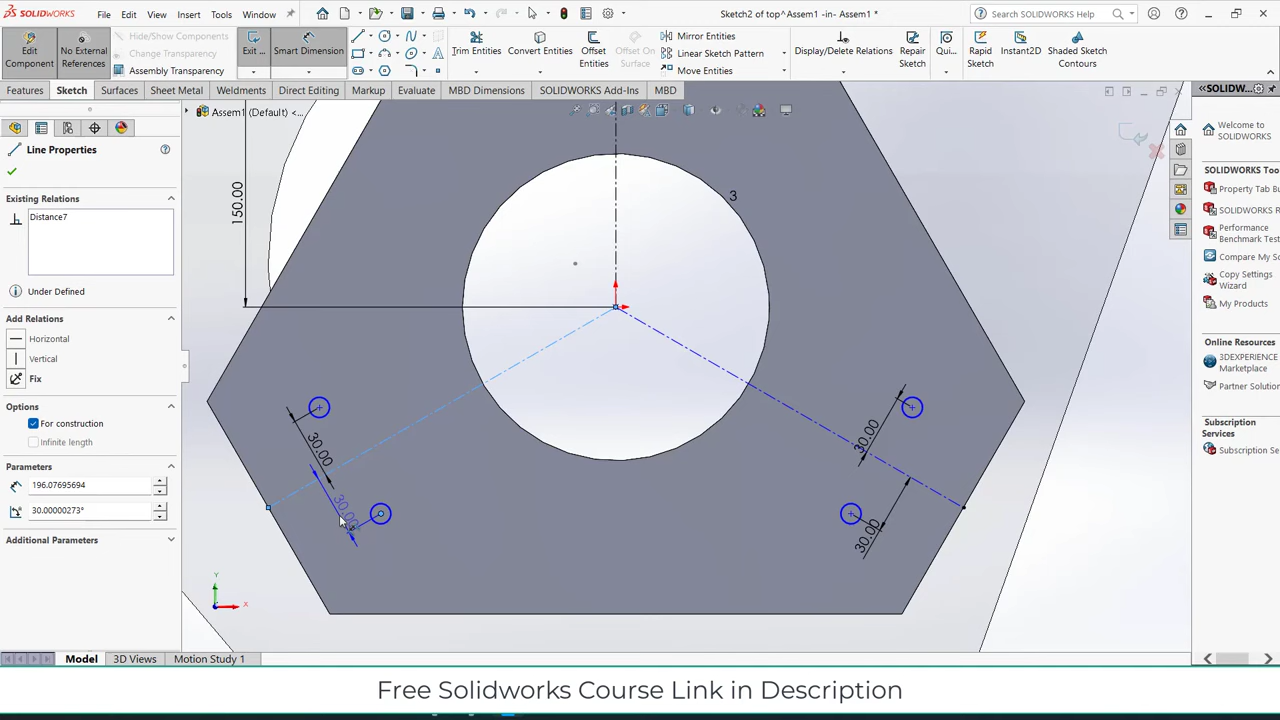 SOLIDWORKS
File
Edit
View
Insert
Tools
Window
Sketch2 of top^Assem1 -in- Assem1 *
Search SOLIDWORKS Help
Edit Component
No External References
Hide/Show Components
Change Transparency
Assembly Transparency
Exit ...
Smart Dimension
Trim Entities
Convert Entities
Offset Entities
Offset On Surface
Mirror Entities
Linear Sketch Pattern
Move Entities
Display/Delete Relations
Repair Sketch
Qui...
Instant2D
Rapid Sketch
Shaded Sketch Contours
Features
Sketch
Surfaces
Sheet Metal
Weldments
Direct Editing
Markup
Evaluate
MBD Dimensions
SOLIDWORKS Add-Ins
MBD
<<SOLIDW...
Assem1 (Default) <...
Line Properties
Existing Relations
Distance7
Under Defined
Add Relations
Horizontal
Vertical
Fix
Options
For construction
Infinite length
Parameters
196.07695694
30.00000273°
Additional Parameters
150.00
3
30.00
30.00
30.00
30.00
Y
X
Welcome to SOLIDWORKS
SOLIDWORKS Too
Property Tab Bu
SOLIDWORKS R
Performance Benchmark Test
Compare My Sc
Copy Settings Wizard
My Products
Online Resources
3DEXPERIENCE Marketplace
Partner Solution
Subscription Services
Subscription Se
Model
3D Views
Motion Study 1
Free Solidworks Course Link in Description